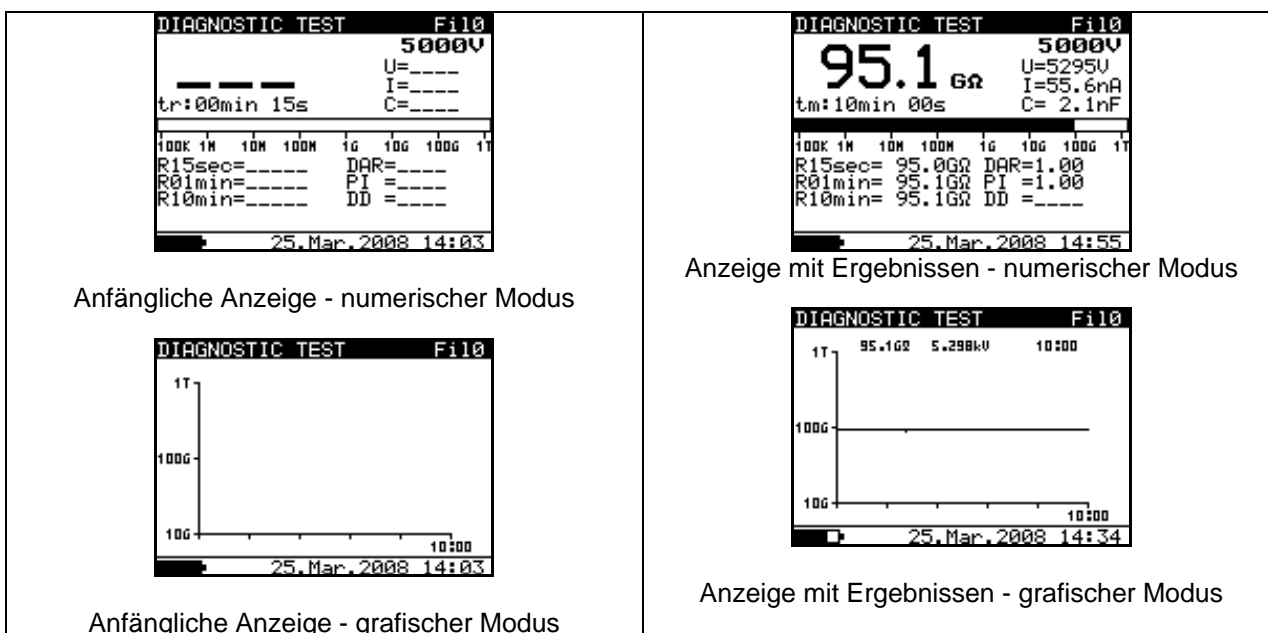 DIAGNOSTIC TEST Fil0
5000V
U=____
I=____
tr:00min 15s C=____
100K 1M 10M 100M 1G 10G 100G 1T
R15sec=_____ DAR=____
R01min=_____ PI =____
R10min=_____ DD =____
25.Mar.2008 14:03
Anfängliche Anzeige - numerischer Modus
DIAGNOSTIC TEST Fil0
1T
100G
10G
10:00
25.Mar.2008 14:03
Anfängliche Anzeige - grafischer Modus
DIAGNOSTIC TEST Fil0
5000V
95.1 GΩ U=5295V
I=55.6nA
tm:10min 00s C= 2.1nF
100K 1M 10M 100M 1G 10G 100G 1T
R15sec= 95.0GΩ DAR=1.00
R01min= 95.1GΩ PI =1.00
R10min= 95.1GΩ DD =____
25.Mar.2008 14:55
Anzeige mit Ergebnissen - numerischer Modus
DIAGNOSTIC TEST Fil0
1T 95.1GΩ 5.298kV 10:00
100G
10G
10:00
25.Mar.2008 14:34
Anzeige mit Ergebnissen - grafischer Modus